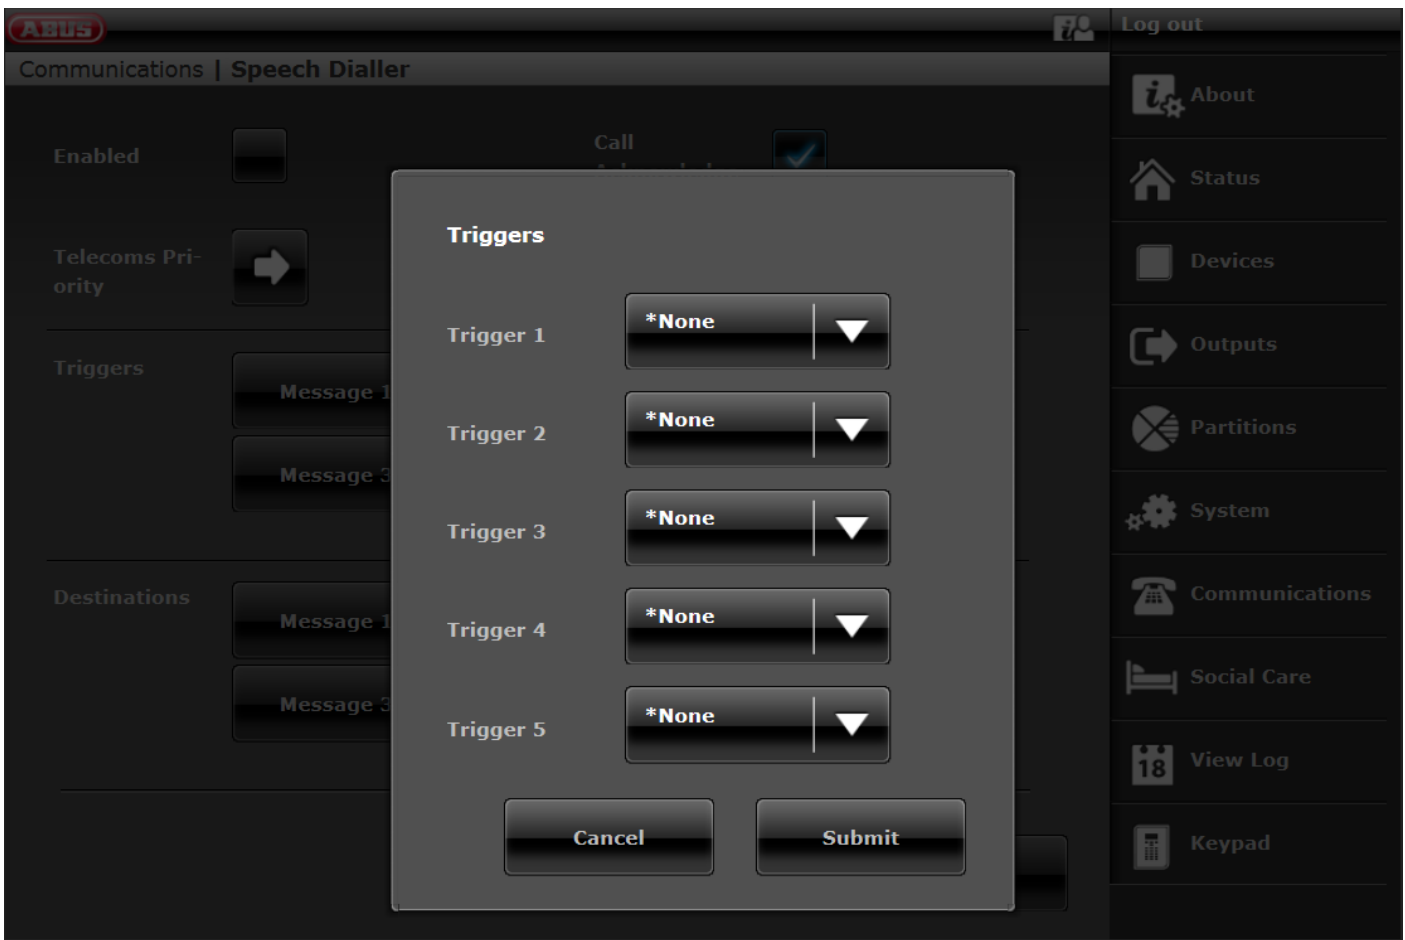 ABUS
Log out
Communications | Speech Dialler
About
Enabled
Call
Status
Triggers
Telecoms Pri-
ority
Devices
Trigger 1
*None
Outputs
Triggers
Message 1
Trigger 2
*None
Partitions
Message 3
Trigger 3
*None
System
Destinations
Message 1
Trigger 4
*None
Communications
Message 3
Trigger 5
*None
Social Care
18
View Log
Cancel
Submit
Keypad